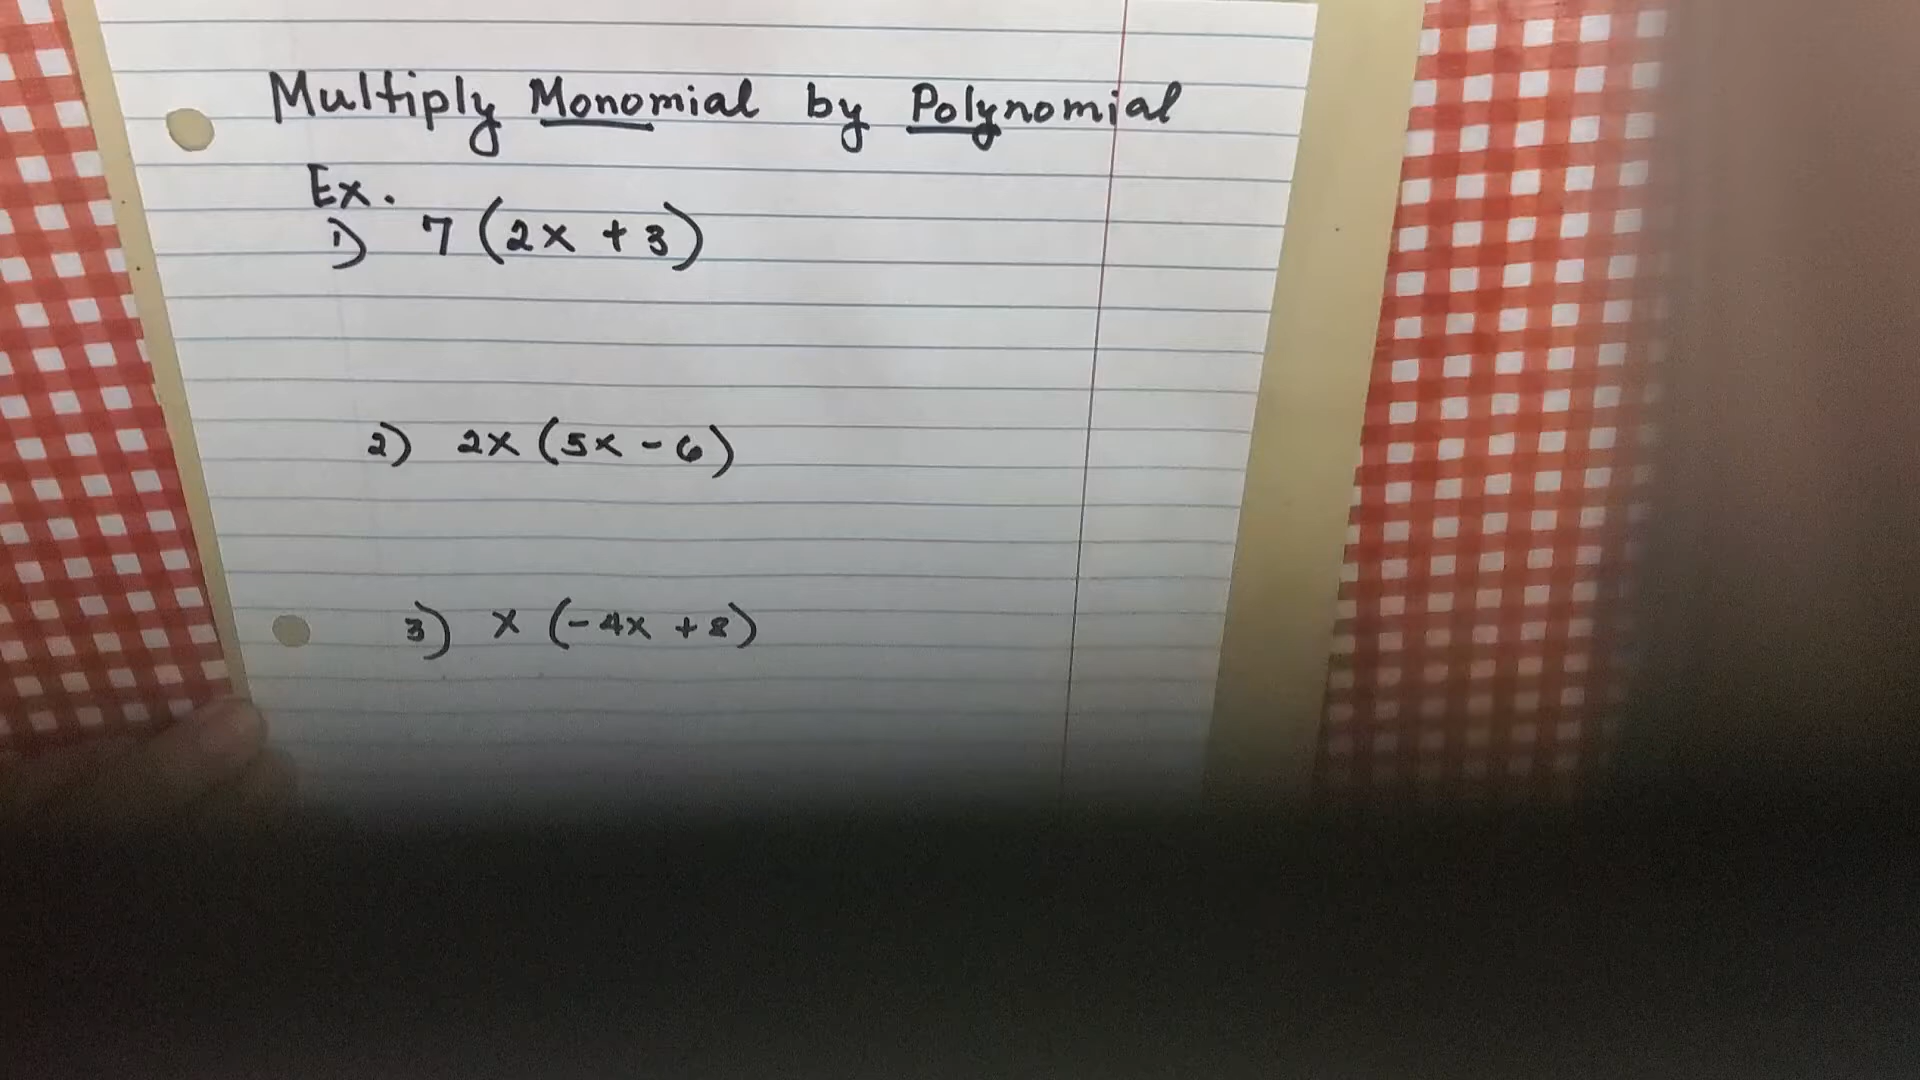 Multiply Monomial by Polynomial
Ex.
1) 7 (2x + 3)
2) 2x (5x - 6)
3) x (-4x + 8)